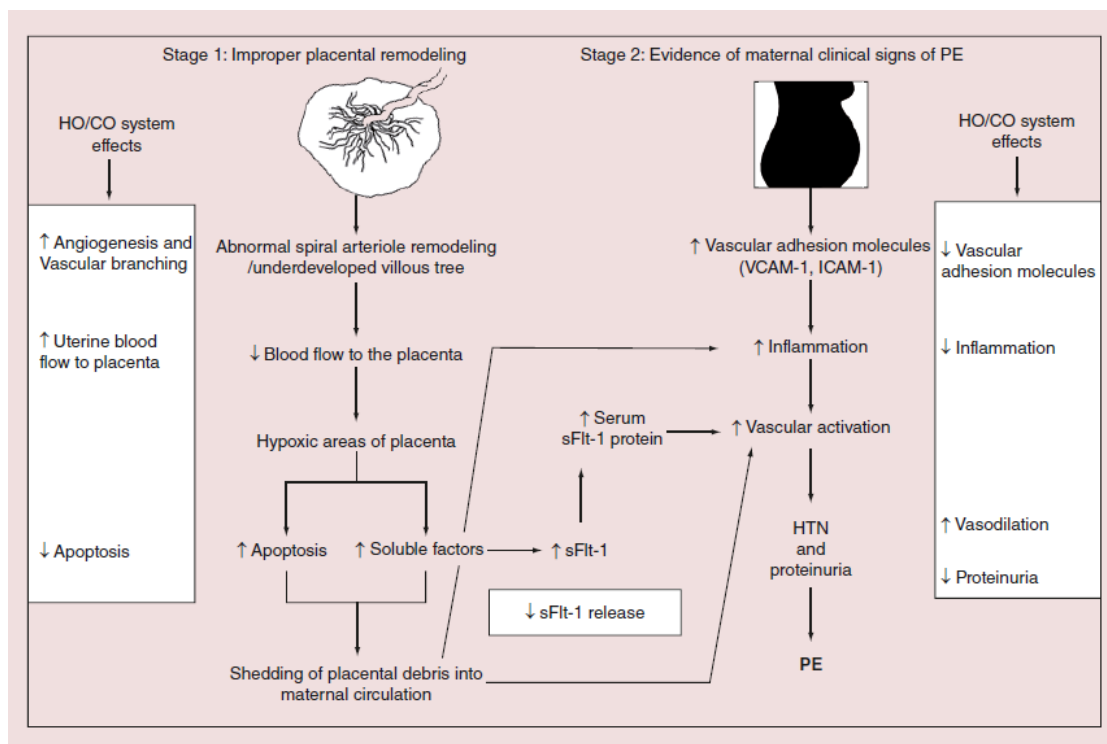 Stage 1: Improper placental remodeling
Stage 2: Evidence of maternal clinical signs of PE
HO/CO system
effects
↑ Angiogenesis and
Vascular branching
↑ Uterine blood
flow to placenta
↓ Apoptosis
Abnormal spiral arteriole remodeling
/underdeveloped villous tree
↓ Blood flow to the placenta
Hypoxic areas of placenta
↑ Apoptosis
↑ Soluble factors
Shedding of placental debris into
maternal circulation
↑ sFlt-1
↑ Serum
sFlt-1 protein
↓ sFlt-1 release
↑ Vascular adhesion molecules
(VCAM-1, ICAM-1)
↑ Inflammation
↑ Vascular activation
HTN
and
proteinuria
PE
HO/CO system
effects
↓ Vascular
adhesion molecules
↓ Inflammation
↑ Vasodilation
↓ Proteinuria